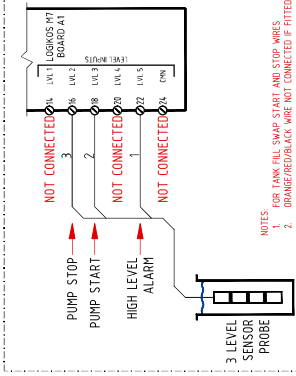 LOGIKOS M7
BOARD A1
LEVEL INPUTS
LVL 1
LVL 2
LVL 3
LVL 4
LVL 5
CMN
14
16
18
20
22
24
NOT CONNECTED
3
2
NOT CONNECTED
1
NOT CONNECTED
PUMP STOP
PUMP START
HIGH LEVEL
ALARM
3 LEVEL
SENSOR
PROBE
NOTES:
1. FOR TANK FILL SWAP START AND STOP WIRES
2. ORANGE/RED/BLACK WIRE NOT CONNECTED IF FITTED